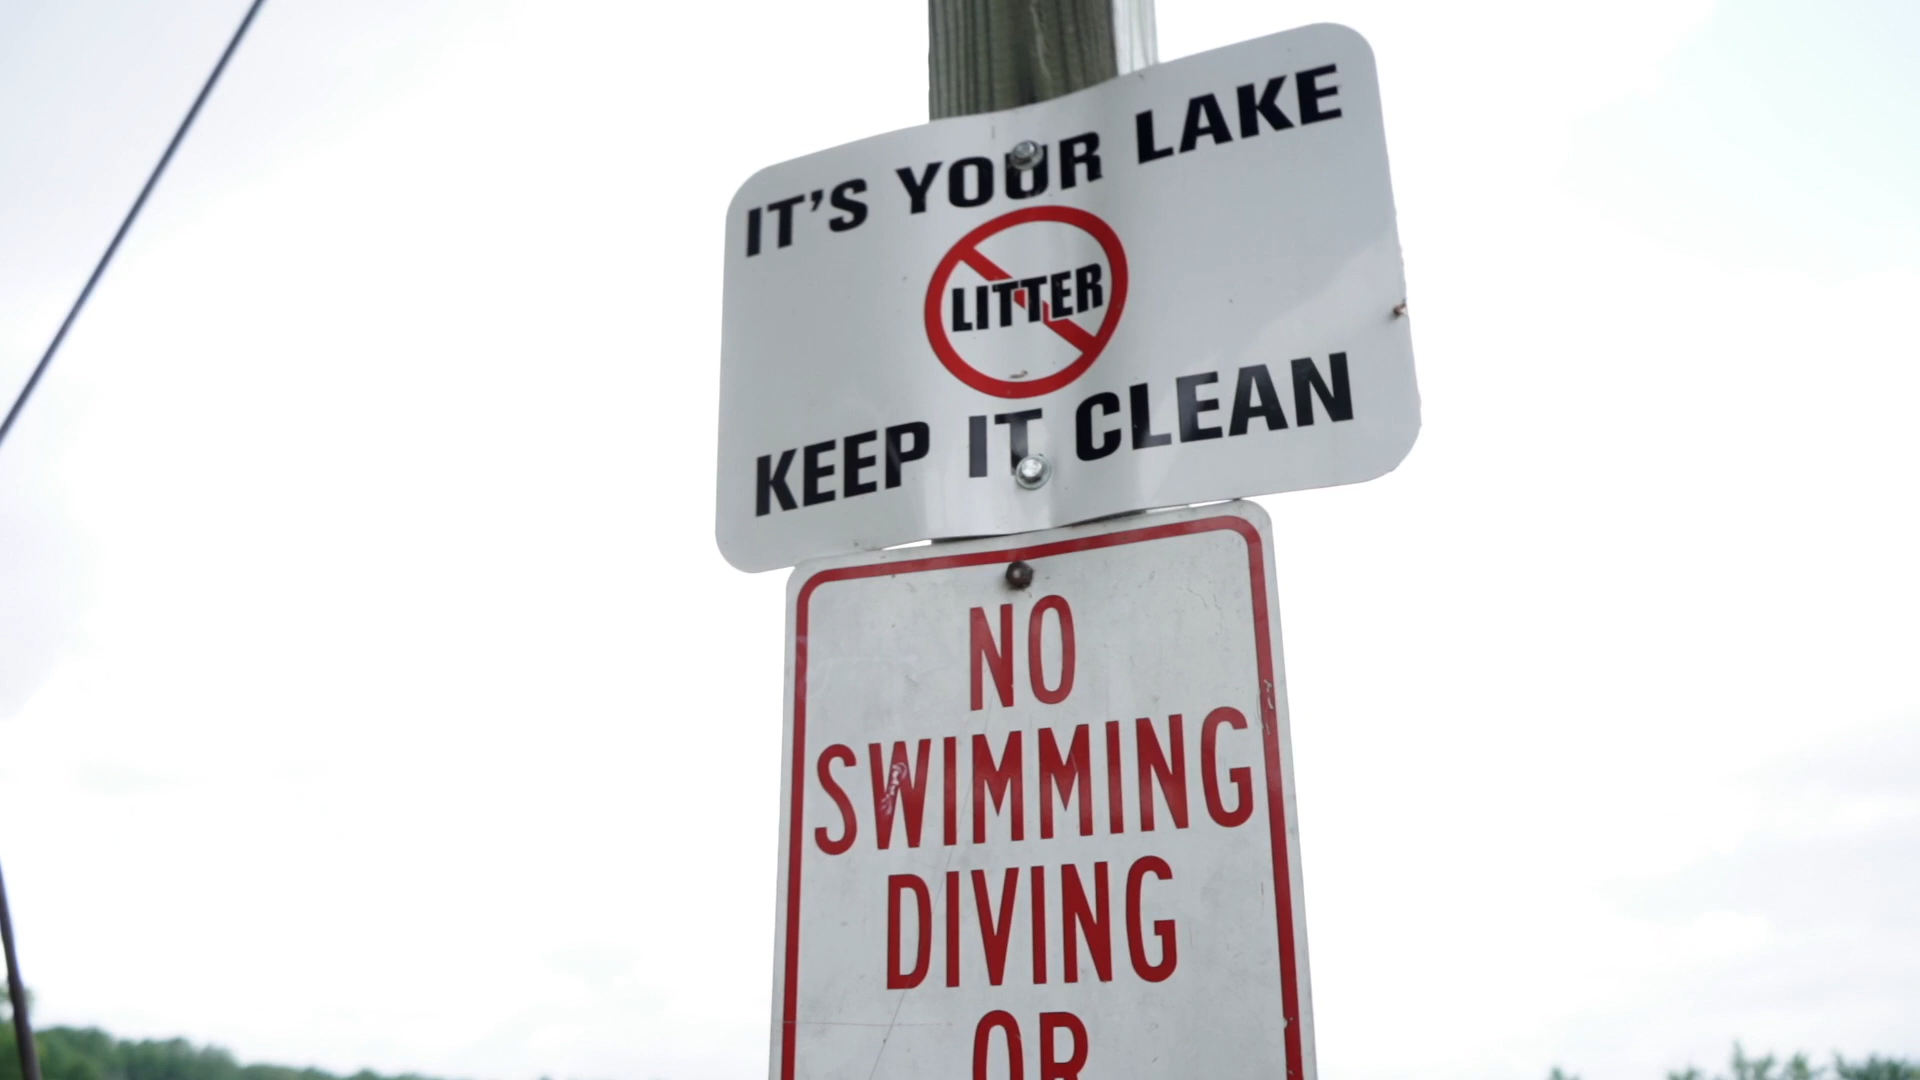 IT'S YOUR LAKE
LITTER
KEEP IT CLEAN
NO
SWIMMING
DIVING
OR